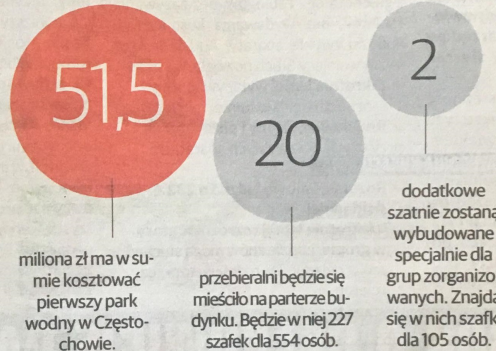 51,5
miliona zł ma w su-
mie kosztować
pierwszy park
wodny w Często-
chowie.
20
przebieralni będzie się
mieściło na parterze bu-
dynku. Będzie w niej 227
szafek dla 554 osób.
2
dodatkowe
szatnie zostaną
wybudowane
specjalnie dla
grup zorganizo
wanych. Znajdą
się w nich szafk
dla 105 osób.